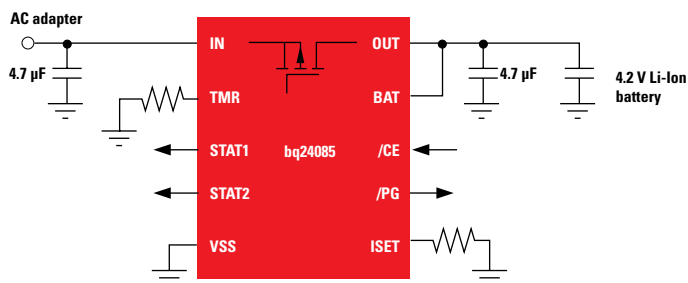 AC adapter
IN
OUT
4.7 µF
4.7 µF
4.2 V Li-Ion
battery
TMR
BAT
STAT1
bq24085
/CE
STAT2
/PG
VSS
ISET